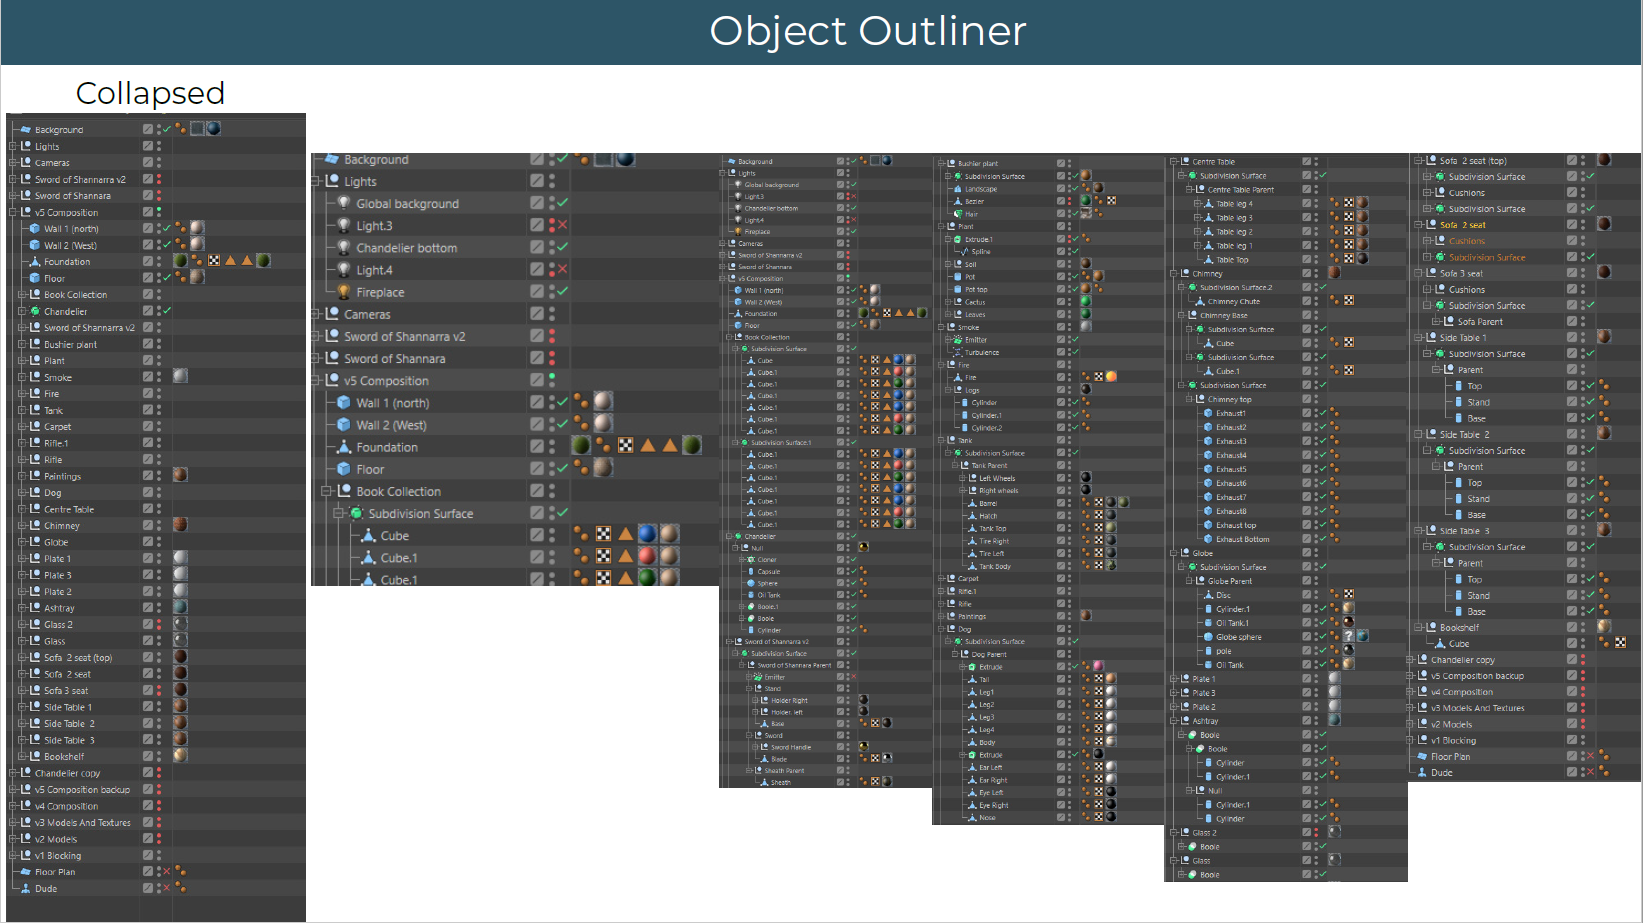 Object Outliner
Collapsed
Background
Lights
Cameras
Sword of Shannarra v2
Sword of Shannara
v5 Composition
Wall 1 (north)
Wall 2 (West)
Foundation
Floor
Book Collection
Chandelier
Sword of Shannarra v2
Bushier plant
Plant
Smoke
Fire
Tank
Carpet
Rifle.1
Rifle
Paintings
Dog
Centre Table
Chimney
Globe
Plate 1
Plate 3
Plate 2
Ashtray
Glass 2
Glass
Sofa 2 seat (top)
Sofa 2 seat
Sofa 3 seat
Side Table 1
Side Table 2
Side Table 3
Bookshelf
Chandelier copy
v5 Composition backup
v4 Composition
v3 Models And Textures
v2 Models
v1 Blocking
Floor Plan
Dude
Background
Lights
Global background
Light.3
Chandelier bottom
Light.4
Fireplace
Cameras
Sword of Shannarra v2
Sword of Shannara
v5 Composition
Wall 1 (north)
Wall 2 (West)
Foundation
Floor
Book Collection
Subdivision Surface
Cube
Cube.1
Cube.1
Background
Lights
Global background
Light.3
Chandelier bottom
Light.4
Fireplace
Cameras
Sword of Shannarra v2
Sword of Shannara
v5 Composition
Wall 1 (north)
Wall 2 (West)
Foundation
Floor
Book Collection
Subdivision Surface
Cube
Cube.1
Cube.1
Cube.1
Cube.1
Cube.1
Cube.1
Subdivision Surface.1
Cube.1
Cube.1
Cube.1
Cube.1
Cube.1
Cube.1
Cube.1
Chandelier
Null
Cloner
Capsule
Sphere
Oil Tank
Boole.1
Boole
Cylinder
Sword of Shannarra v2
Subdivision Surface
Sword of Shannara Parent
Emitter
Stand
Holder Right
Holder. left
Base
Sword
Sword Handle
Blade
Sheath Parent
Sheath
Bushier plant
Subdivision Surface
Landscape
Bezier
Hair
Plant
Extrude.1
Spline
Soil
Pot
Pot top
Cactus
Leaves
Smoke
Emitter
Turbulence
Fire
Fire
Logs
Cylinder
Cylinder.1
Cylinder.2
Tank
Subdivision Surface
Tank Parent
Left Wheels
Right wheels
Barrel
Hatch
Tank Top
Tire Right
Tire Left
Tank Body
Carpet
Rifle.1
Rifle
Paintings
Dog
Subdivision Surface
Dog Parent
Extrude
Tail
Leg1
Leg2
Leg3
Leg4
Body
Extrude
Ear Left
Ear Right
Eye Left
Eye Right
Nose
Centre Table
Subdivision Surface
Centre Table Parent
Table leg 4
Table leg 3
Table leg 2
Table leg 1
Table Top
Chimney
Subdivision Surface.2
Chimney Chute
Chimney Base
Subdivision Surface
Cube
Subdivision Surface
Cube.1
Subdivision Surface
Chimney top
Exhaust1
Exhaust2
Exhaust3
Exhaust4
Exhaust5
Exhaust6
Exhaust7
Exhaust8
Exhaust top
Exhaust Bottom
Globe
Subdivision Surface
Globe Parent
Disc
Cylinder.1
Oil Tank.1
Globe sphere
pole
Oil Tank
Plate 1
Plate 3
Plate 2
Ashtray
Boole
Boole
Cylinder
Cylinder.1
Null
Cylinder.1
Cylinder
Glass 2
Boole
Glass
Boole
Sofa 2 seat (top)
Subdivision Surface
Cushions
Subdivision Surface
Sofa 2 seat
Cushions
Subdivision Surface
Sofa 3 seat
Cushions
Subdivision Surface
Sofa Parent
Side Table 1
Subdivision Surface
Parent
Top
Stand
Base
Side Table 2
Subdivision Surface
Parent
Top
Stand
Base
Side Table 3
Subdivision Surface
Parent
Top
Stand
Base
Bookshelf
Cube
Chandelier copy
v5 Composition backup
v4 Composition
v3 Models And Textures
v2 Models
v1 Blocking
Floor Plan
Dude